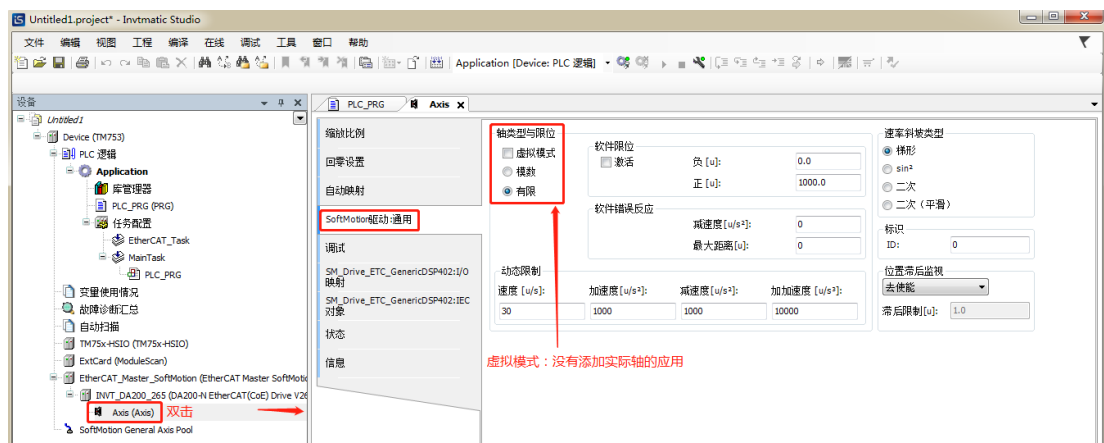 Untitled1.project* - Invtmatic Studio
文件 编辑 视图 工程 编译 在线 调试 工具 窗口 帮助
Application [Device: PLC 逻辑]
设备
Untitled1
Device (TM753)
PLC 逻辑
Application
库管理器
PLC_PRG (PRG)
任务配置
EtherCAT_Task
MainTask
PLC_PRG
变量使用情况
故障诊断汇总
自动扫描
TM75x-HSIO (TM75x-HSIO)
ExtCard (ModuleScan)
EtherCAT_Master_SoftMotion (EtherCAT Master SoftMotic
INVT_DA200_265 (DA200-N EtherCAT(CoE) Drive V26
Axis (Axis) 双击
SoftMotion General Axis Pool
PLC_PRG Axis
缩放比例
回零设置
自动映射
SoftMotion驱动:通用
调试
SM_Drive_ETC_GenericDSP402:I/O
映射
SM_Drive_ETC_GenericDSP402:IEC
对象
状态
信息
轴类型与限位
虚拟模式
模数
有限
软件限位
激活 负 [u]: 0.0
正 [u]: 1000.0
软件错误反应
减速度[u/s²]: 0
最大距离[u]: 0
动态限制
速度 [u/s]: 加速度[u/s²]: 减速度[u/s²]: 加加速度 [u/s³]:
30 1000 1000 10000
速率斜坡类型
梯形
sin²
二次
二次（平滑）
标识
ID: 0
位置滞后监视
去使能
滞后限制[u]: 1.0
虚拟模式：没有添加实际轴的应用